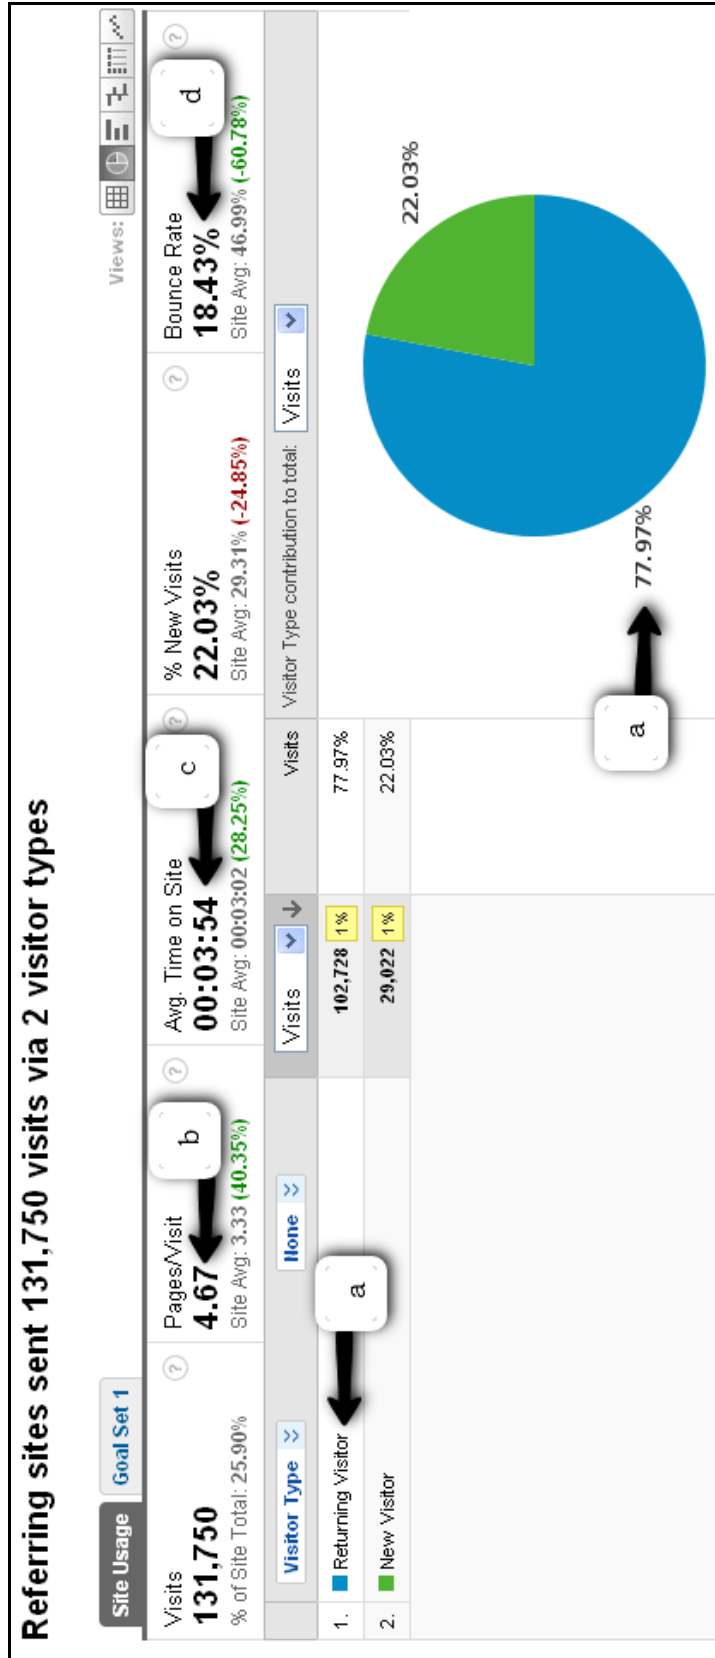 Referring sites sent 131,750 visits via 2 visitor types
Site Usage
Goal Set 1
Views:
Visits
131,750
% of Site Total: 25.90%
Pages/Visit
4.67
Site Avg: 3.33 (40.35%)
b
Avg. Time on Site
00:03:54
Site Avg: 00:03:02 (28.25%)
c
% New Visits
22.03%
Site Avg: 29.31% (-24.85%)
Bounce Rate
18.43%
Site Avg: 46.99% (-60.78%)
d
?
?
?
?
?
Visitor Type
None
Visits
Visits
Visitor Type contribution to total:
Visits
1. Returning Visitor 102,728 1% 77.97%
2. New Visitor 29,022 1% 22.03%
a
22.03%
77.97%
a